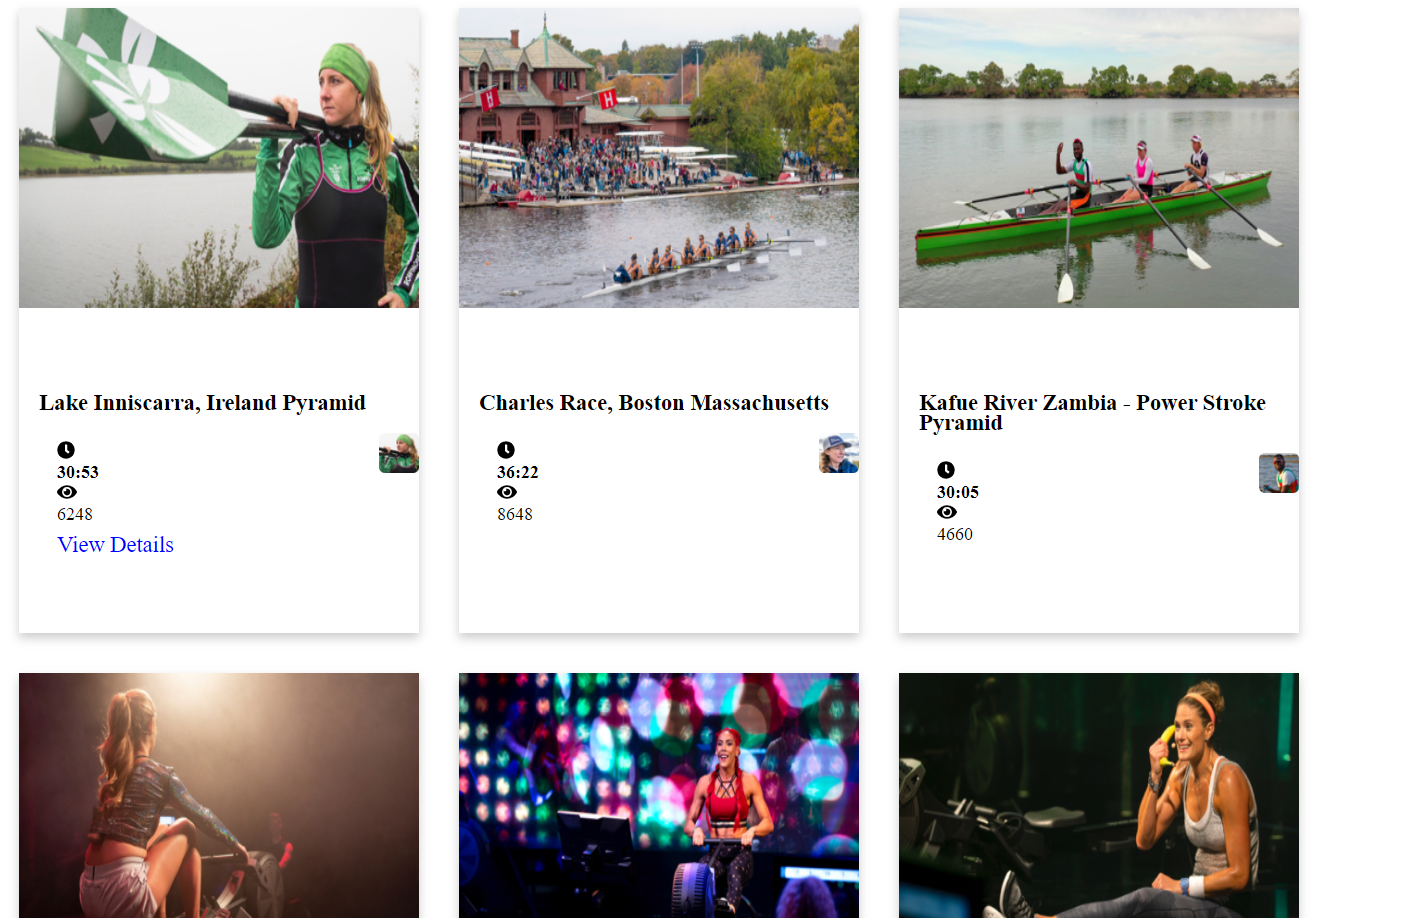 H
H
Lake Inniscarra, Ireland Pyramid
30:53
6248
View Details
Charles Race, Boston Massachusetts
36:22
8648
Kafue River Zambia - Power Stroke
Pyramid
30:05
4660